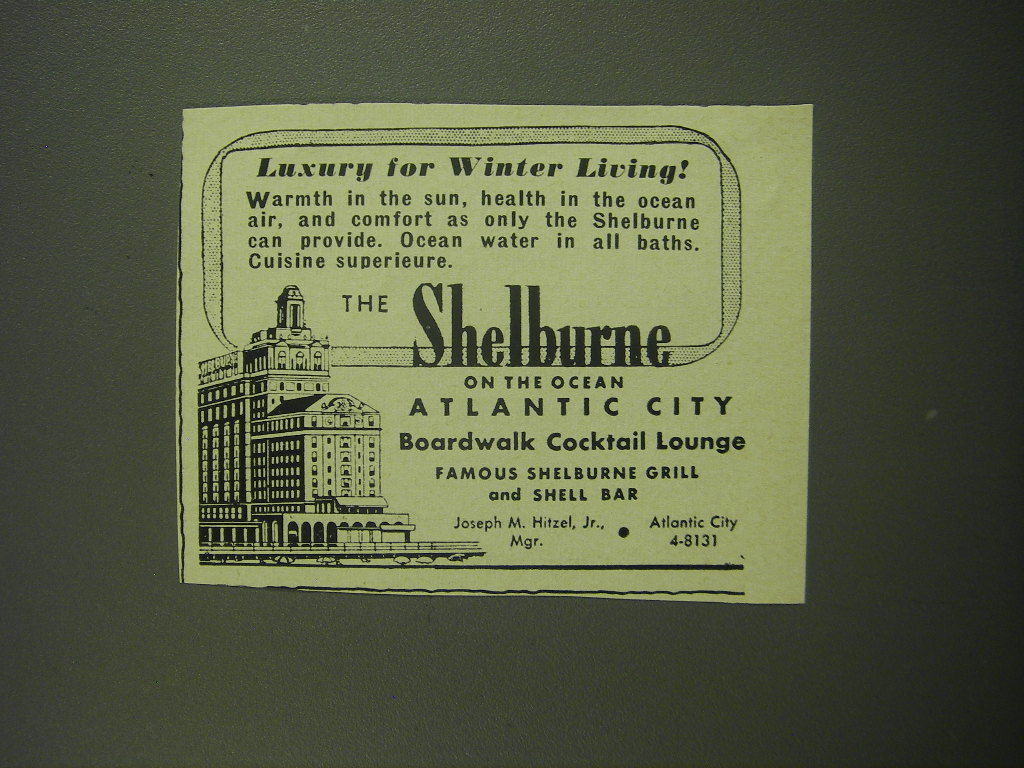 Luxury for Winter Living!
Warmth in the sun, health in the ocean
air, and comfort as only the Shelburne
can provide. Ocean water in all baths.
Cuisine superieure.
THE Shelburne
SHELBURNE
ON THE OCEAN
ATLANTIC CITY
Boardwalk Cocktail Lounge
FAMOUS SHELBURNE GRILL
and SHELL BAR
Joseph M. Hitzel, Jr., • Atlantic City
Mgr. 4-8131